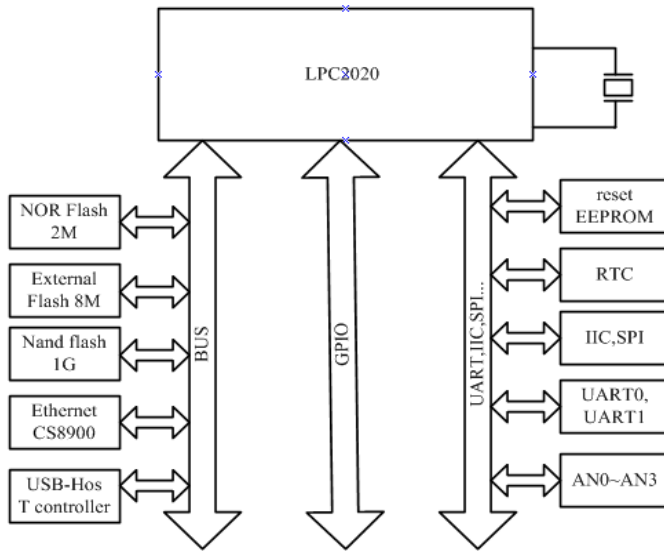 LPC2020
NOR Flash
2M
External
Flash 8M
Nand flash
1G
Ethernet
CS8900
USB-Hos
T controller
BUS
GPIO
UART,IIC,SPI...
reset
EEPROM
RTC
IIC,SPI
UART0,
UART1
AN0~AN3